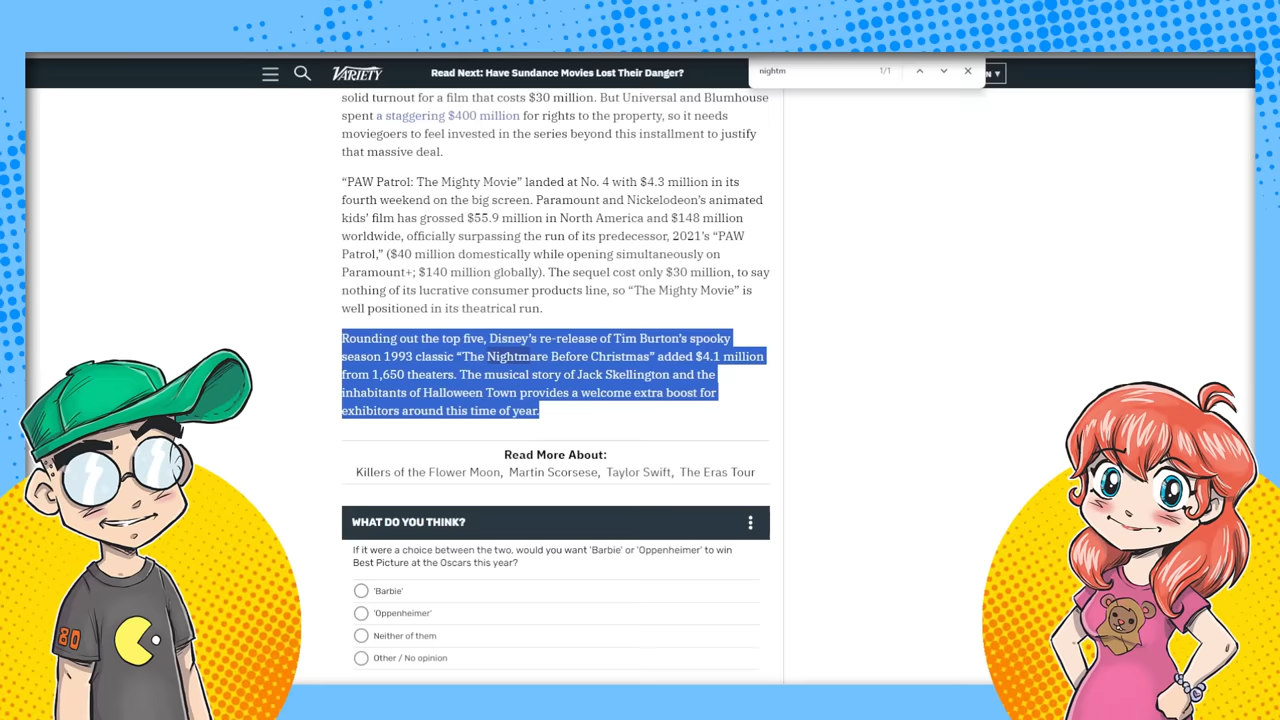 VARIETY
Read Next: Have Sundance Movies Lost Their Danger?
nightm
1/1
N
solid turnout for a film that costs $30 million. But Universal and Blumhouse
spent a staggering $400 million for rights to the property, so it needs
moviegoers to feel invested in the series beyond this installment to justify
that massive deal.
“PAW Patrol: The Mighty Movie” landed at No. 4 with $4.3 million in its
fourth weekend on the big screen. Paramount and Nickelodeon’s animated
kids’ film has grossed $55.9 million in North America and $148 million
worldwide, officially surpassing the run of its predecessor, 2021’s “PAW
Patrol,” ($40 million domestically while opening simultaneously on
Paramount+; $140 million globally). The sequel cost only $30 million, to say
nothing of its lucrative consumer products line, so “The Mighty Movie” is
well positioned in its theatrical run.
Rounding out the top five, Disney’s re-release of Tim Burton’s spooky
season 1993 classic “The Nightmare Before Christmas” added $4.1 million
from 1,650 theaters. The musical story of Jack Skellington and the
inhabitants of Halloween Town provides a welcome extra boost for
exhibitors around this time of year.
Read More About:
Killers of the Flower Moon, Martin Scorsese, Taylor Swift, The Eras Tour
WHAT DO YOU THINK?
If it were a choice between the two, would you want 'Barbie' or 'Oppenheimer' to win
Best Picture at the Oscars this year?
'Barbie'
'Oppenheimer'
Neither of them
Other / No opinion
80